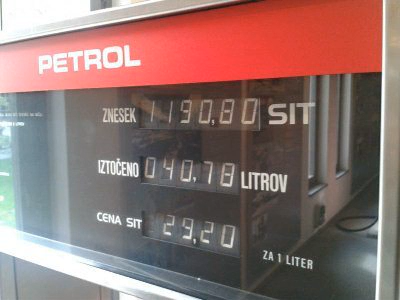 PETROL
ZNESEK 1190,80 SIT
IZTOČENO 040,78 LITROV
CENA SIT 29,20
ZA 1 LITER